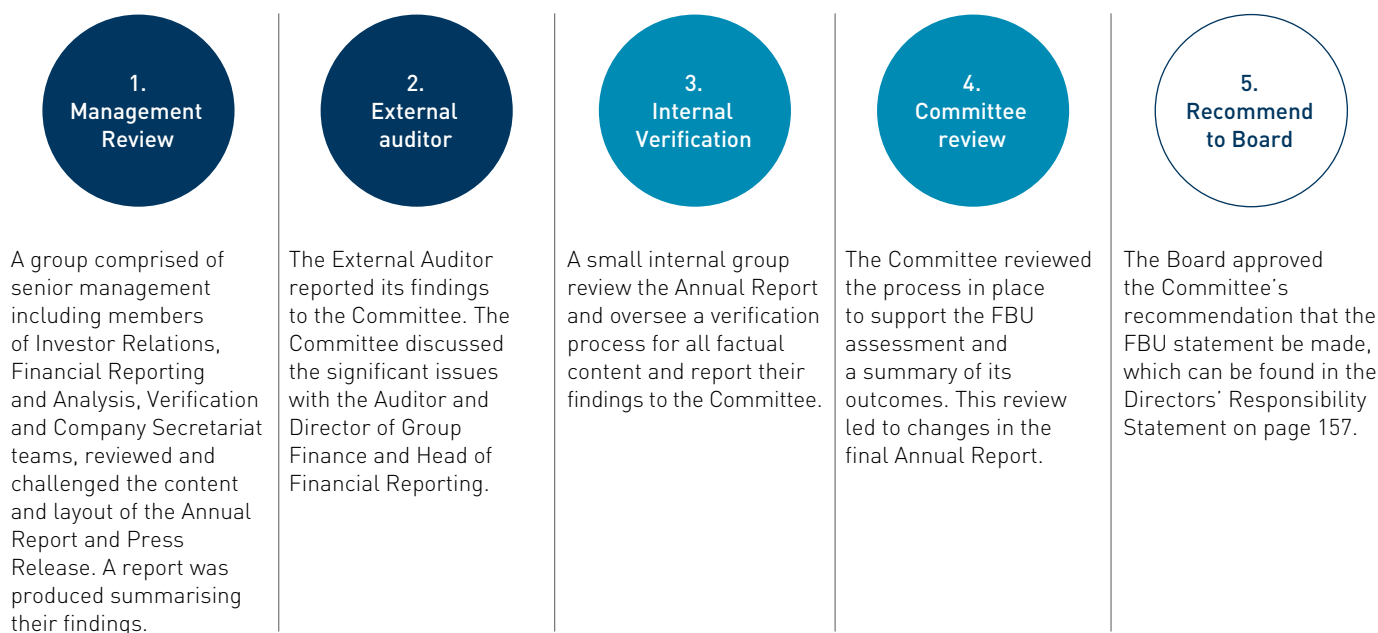 1.
Management
Review
2.
External
auditor
3.
Internal
Verification
4.
Committee
review
5.
Recommend
to Board
A group comprised of
senior management
including members
of Investor Relations,
Financial Reporting
and Analysis, Verification
and Company Secretariat
teams, reviewed and
challenged the content
and layout of the Annual
Report and Press
Release. A report was
produced summarising
their findings.
The External Auditor
reported its findings
to the Committee. The
Committee discussed
the significant issues
with the Auditor and
Director of Group
Finance and Head of
Financial Reporting.
A small internal group
review the Annual Report
and oversee a verification
process for all factual
content and report their
findings to the Committee.
The Committee reviewed
the process in place
to support the FBU
assessment and
a summary of its
outcomes. This review
led to changes in the
final Annual Report.
The Board approved
the Committee’s
recommendation that the
FBU statement be made,
which can be found in the
Directors’ Responsibility
Statement on page 157.